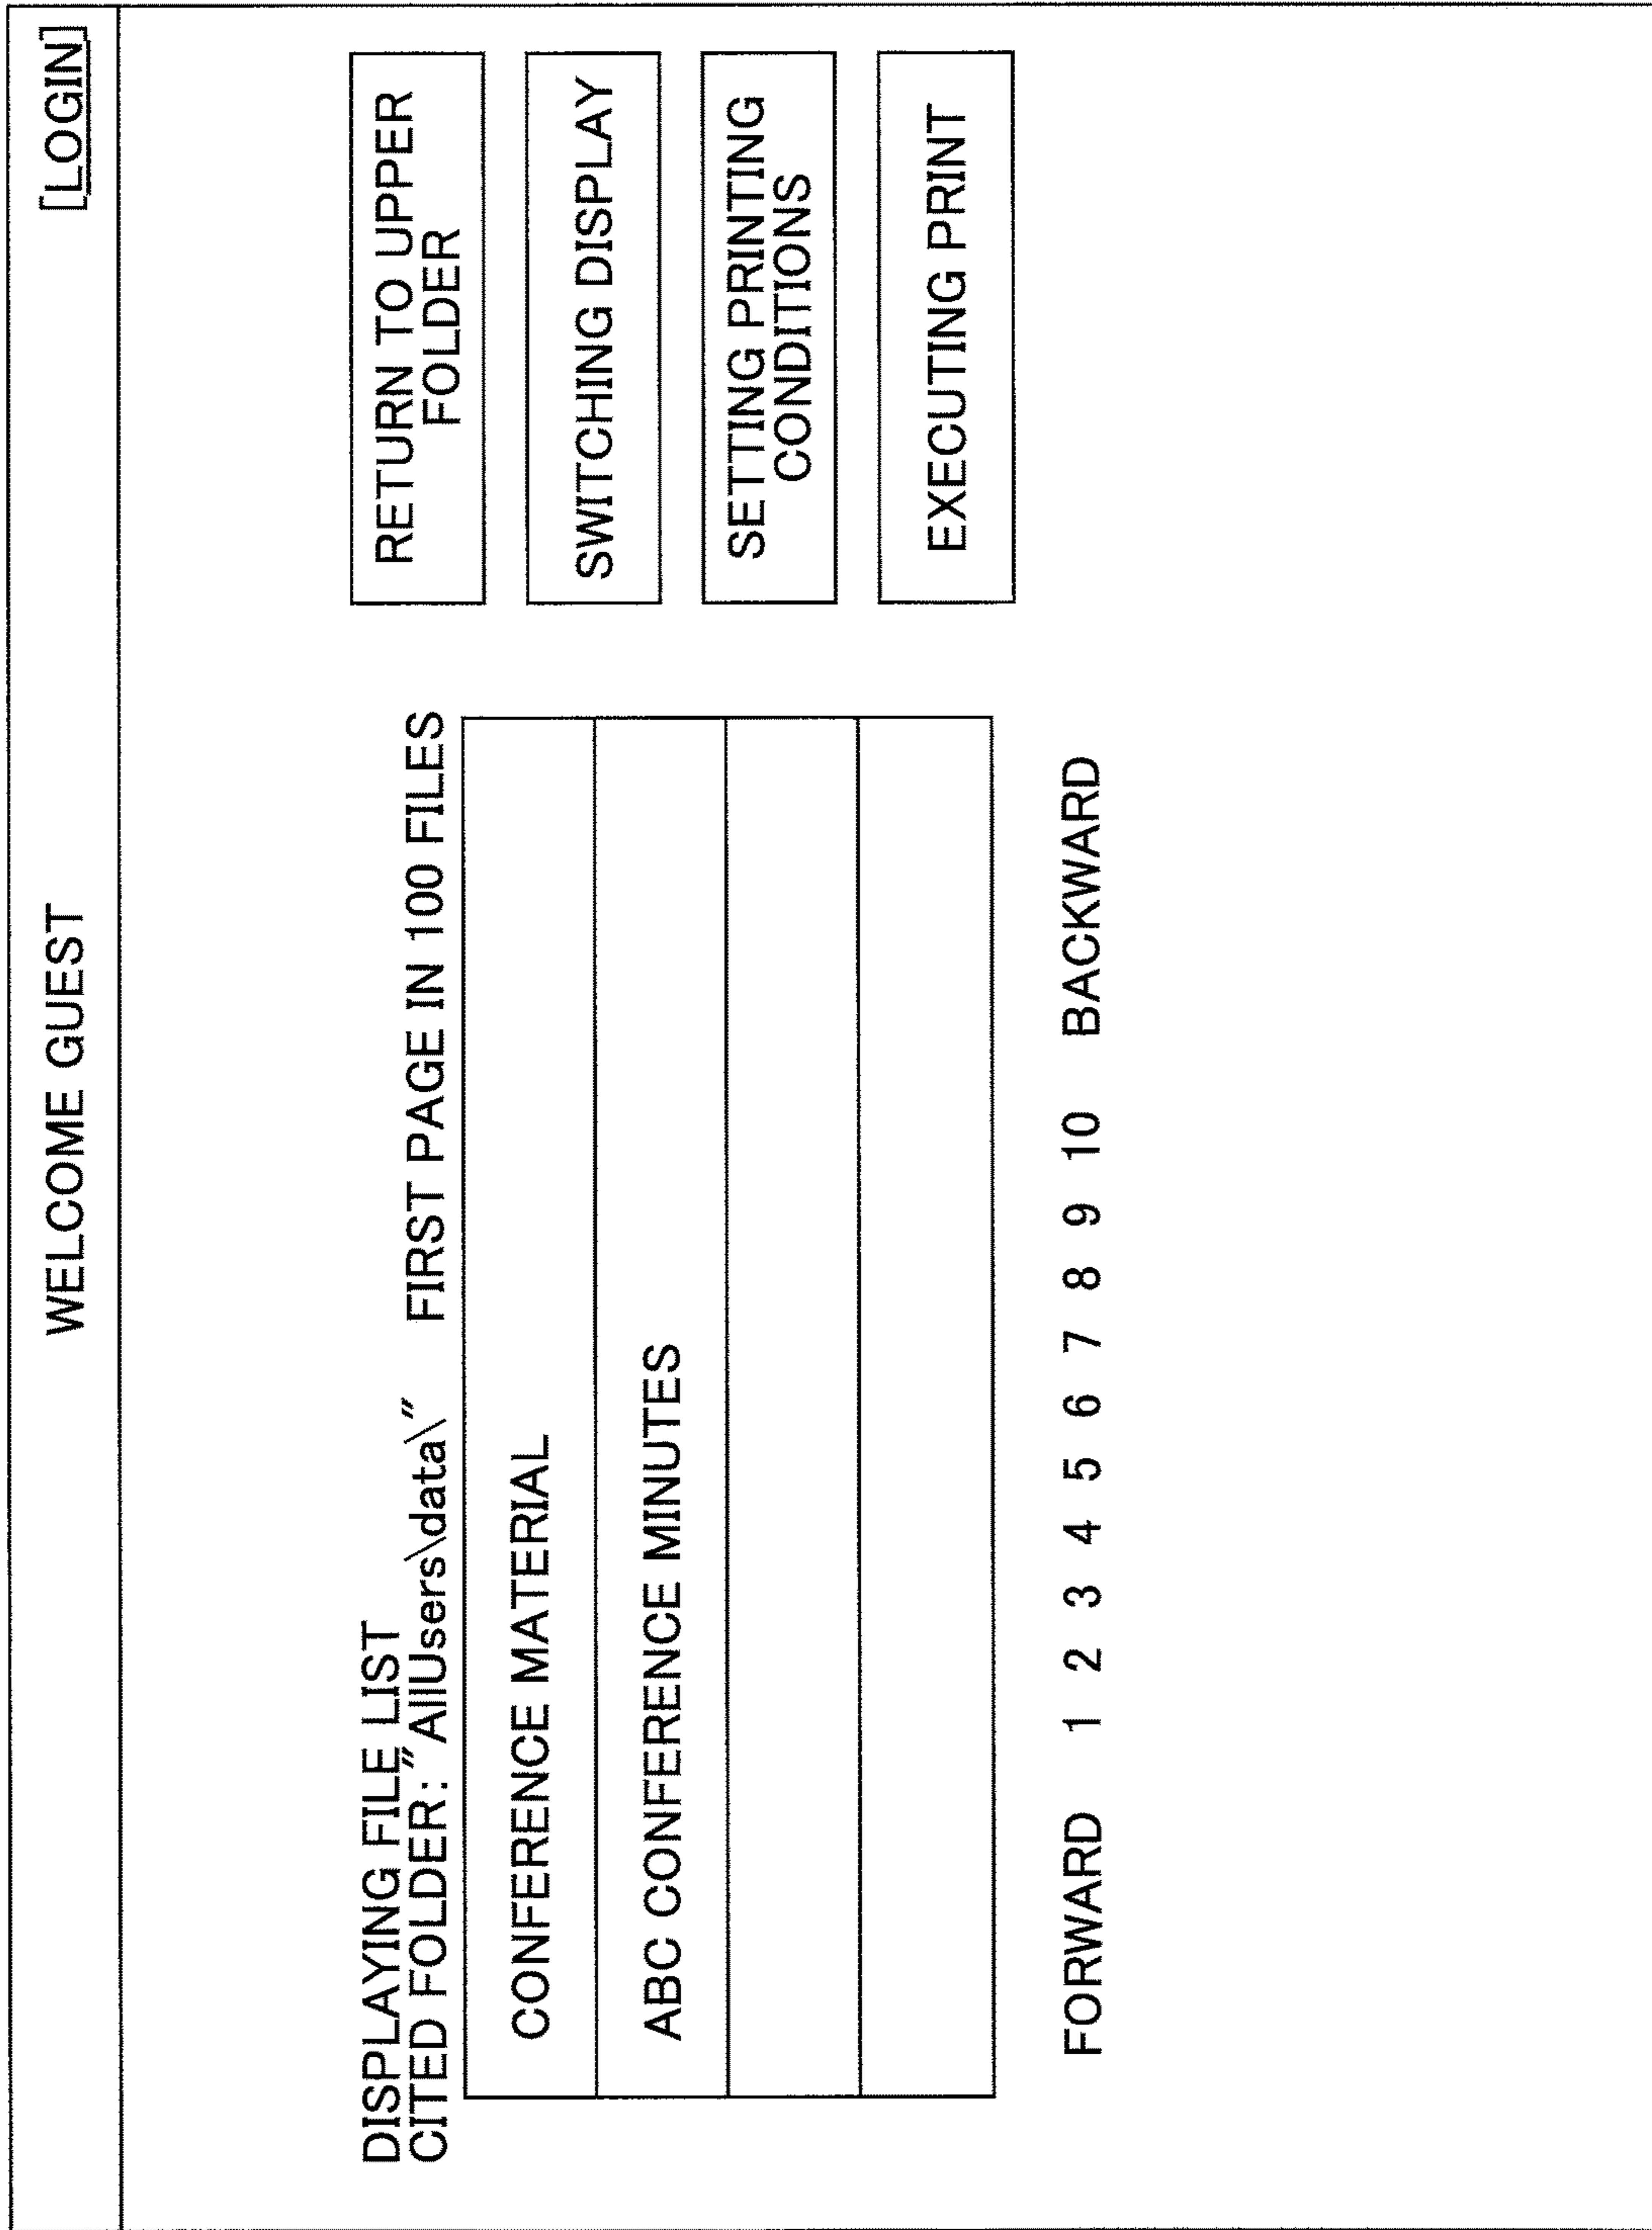 WELCOME GUEST [LOGIN]
DISPLAYING FILE LIST
CITED FOLDER:"AllUsers\data\" FIRST PAGE IN 100 FILES
CONFERENCE MATERIAL
ABC CONFERENCE MINUTES
FORWARD 1 2 3 4 5 6 7 8 9 10 BACKWARD
RETURN TO UPPER
FOLDER
SWITCHING DISPLAY
SETTING PRINTING
CONDITIONS
EXECUTING PRINT